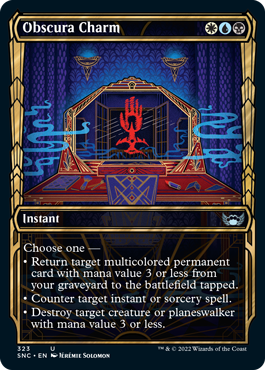 Obscura Charm
Instant
Choose one —
• Return target multicolored permanent
card with mana value 3 or less from
your graveyard to the battlefield tapped.
• Counter target instant or sorcery spell.
• Destroy target creature or planeswalker
with mana value 3 or less.
323 U
SNC • EN Jérémie Solomon ™ & © 2022 Wizards of the Coast